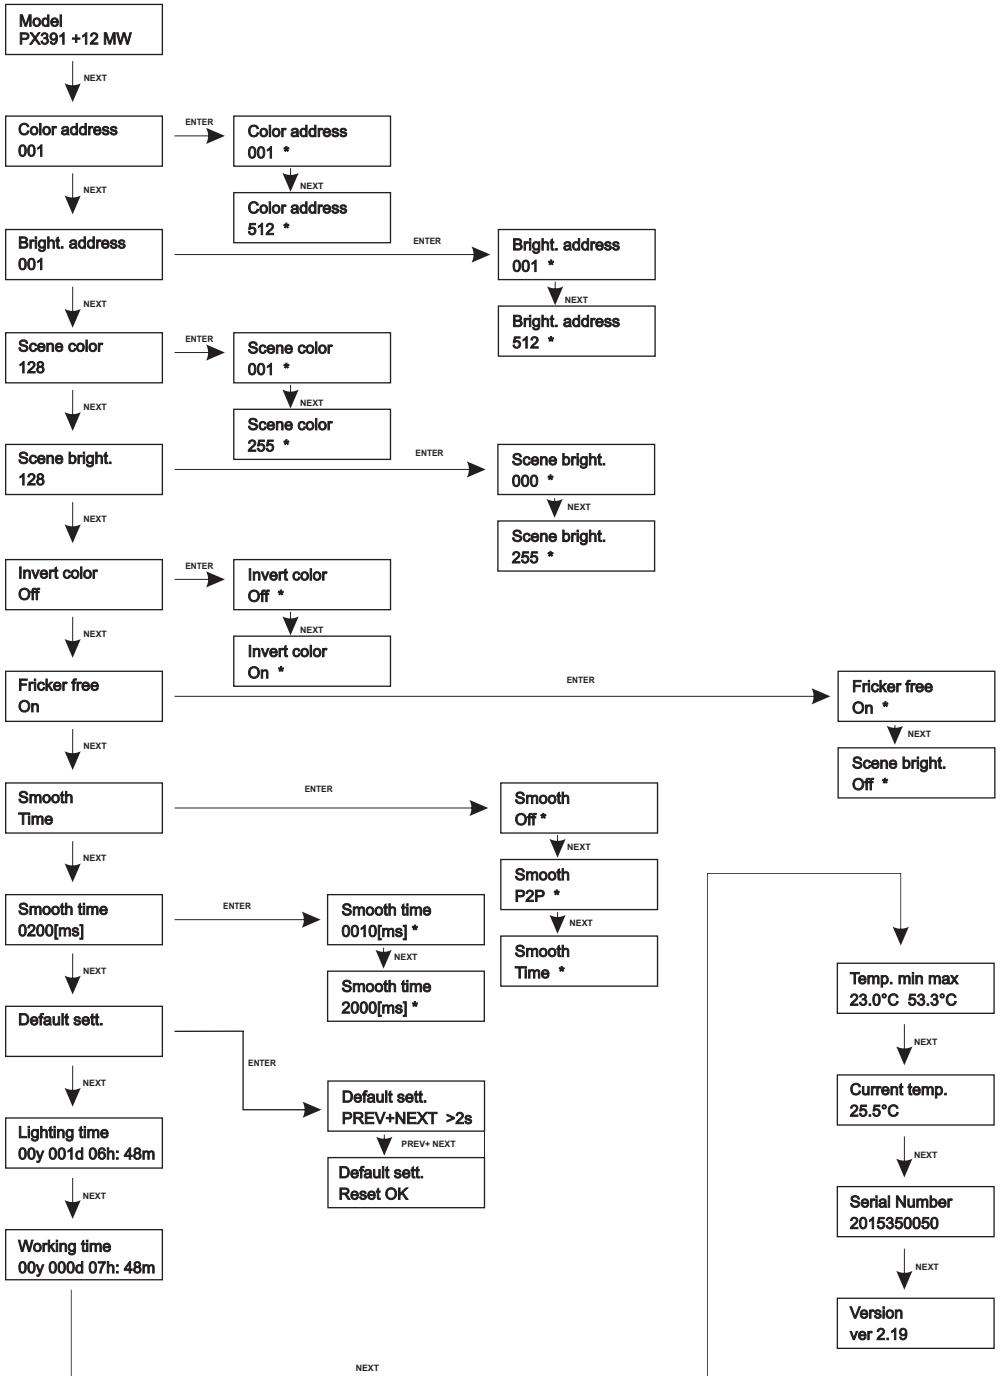 Model
PX391 +12 MW
NEXT
Color address
001
ENTER
Color address
001 *
NEXT
Color address
512 *
NEXT
Bright. address
001
ENTER
Bright. address
001 *
NEXT
Bright. address
512 *
NEXT
Scene color
128
ENTER
Scene color
001 *
NEXT
Scene color
255 *
NEXT
Scene bright.
128
ENTER
Scene bright.
000 *
NEXT
Scene bright.
255 *
NEXT
Invert color
Off
ENTER
Invert color
Off *
NEXT
Invert color
On *
NEXT
Fricker free
On
ENTER
Fricker free
On *
NEXT
Scene bright.
Off *
NEXT
Smooth
Time
ENTER
Smooth
Off *
NEXT
Smooth
P2P *
NEXT
Smooth
Time *
NEXT
Smooth time
0200[ms]
ENTER
Smooth time
0010[ms] *
NEXT
Smooth time
2000[ms] *
NEXT
Default sett.
ENTER
Default sett.
PREV+NEXT >2s
PREV+ NEXT
Default sett.
Reset OK
NEXT
Lighting time
00y 001d 06h: 48m
NEXT
Working time
00y 000d 07h: 48m
NEXT
Temp. min max
23.0°C 53.3°C
NEXT
Current temp.
25.5°C
NEXT
Serial Number
2015350050
NEXT
Version
ver 2.19